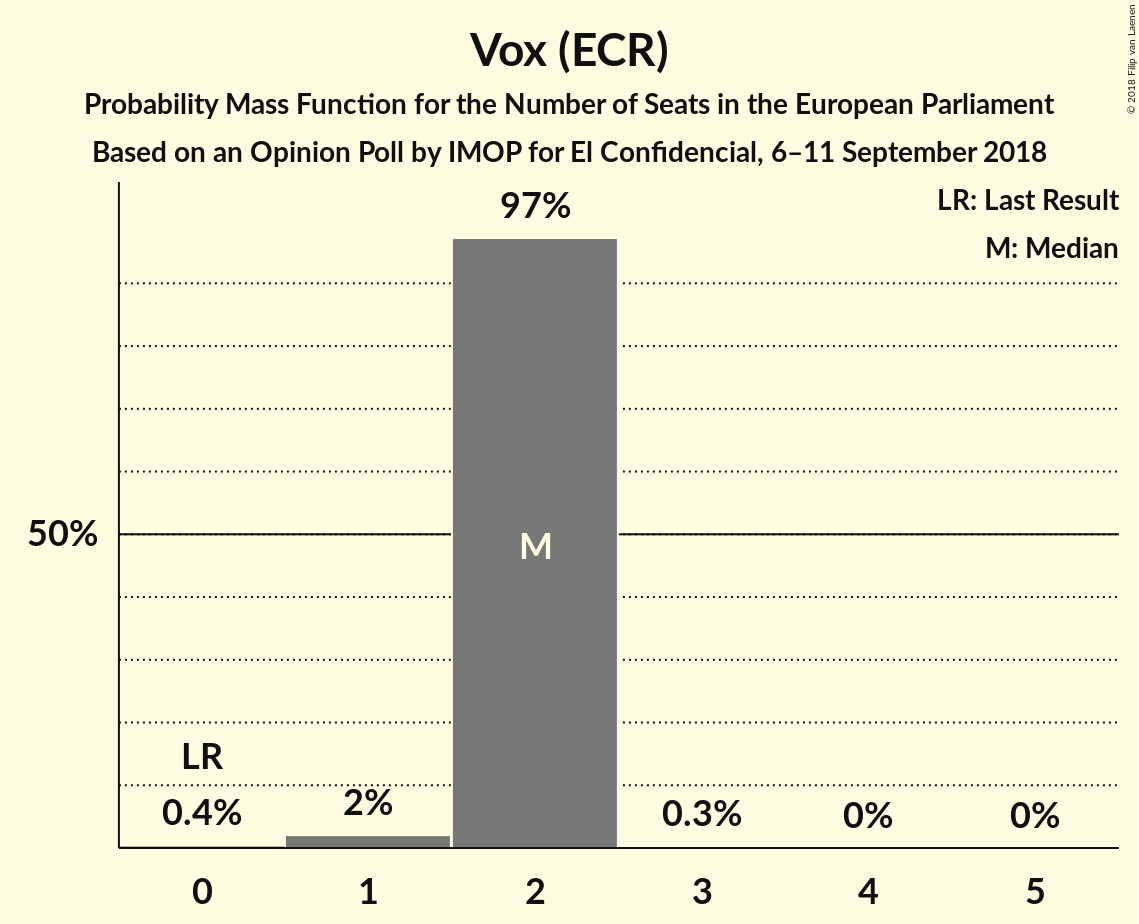 Vox (ECR)
Probability Mass Function for the Number of Seats in the European Parliament
Based on an Opinion Poll by IMOP for El Confidencial, 6–11 September 2018
© 2018 Filip van Laenen
LR: Last Result
M: Median
97%
50%
M
LR
0.4%
2%
0.3%
0%
0%
0
1
2
3
4
5